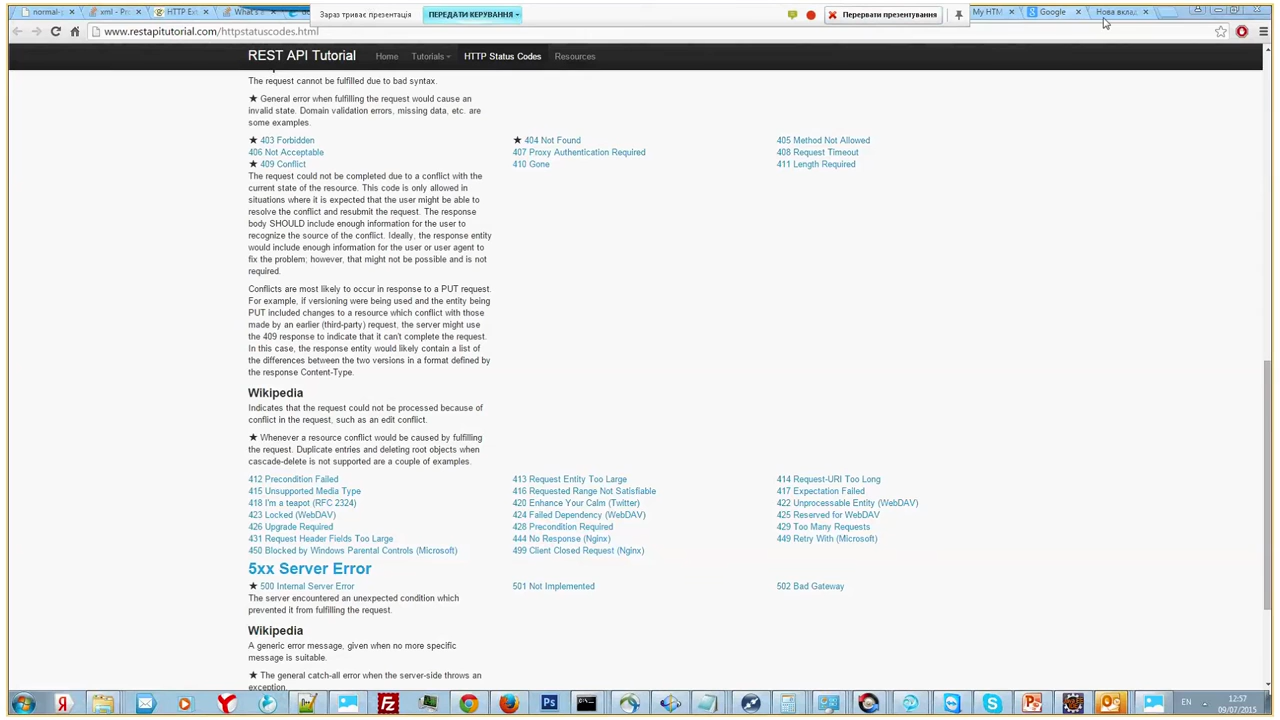 normal-
xml - Pr
HTTP Ex
What's
Зараз триває презентація
ПЕРЕДАТИ КЕРУВАННЯ
Перервати презентування
My HTM
Google
Нова вклад
www.restapitutorial.com/httpstatuscodes.html
REST API Tutorial
Home
Tutorials
HTTP Status Codes
Resources
The request cannot be fulfilled due to bad syntax.
★ General error when fulfilling the request would cause an
invalid state. Domain validation errors, missing data, etc. are
some examples.
★ 403 Forbidden
★ 404 Not Found
405 Method Not Allowed
406 Not Acceptable
407 Proxy Authentication Required
408 Request Timeout
★ 409 Conflict
410 Gone
411 Length Required
The request could not be completed due to a conflict with the
current state of the resource. This code is only allowed in
situations where it is expected that the user might be able to
resolve the conflict and resubmit the request. The response
body SHOULD include enough information for the user to
recognize the source of the conflict. Ideally, the response entity
would include enough information for the user or user agent to
fix the problem; however, that might not be possible and is not
required.
Conflicts are most likely to occur in response to a PUT request.
For example, if versioning were being used and the entity being
PUT included changes to a resource which conflict with those
made by an earlier (third-party) request, the server might use
the 409 response to indicate that it can't complete the request.
In this case, the response entity would likely contain a list of
the differences between the two versions in a format defined by
the response Content-Type.
Wikipedia
Indicates that the request could not be processed because of
conflict in the request, such as an edit conflict.
★ Whenever a resource conflict would be caused by fulfilling
the request. Duplicate entries and deleting root objects when
cascade-delete is not supported are a couple of examples.
412 Precondition Failed
413 Request Entity Too Large
414 Request-URI Too Long
415 Unsupported Media Type
416 Requested Range Not Satisfiable
417 Expectation Failed
418 I'm a teapot (RFC 2324)
420 Enhance Your Calm (Twitter)
422 Unprocessable Entity (WebDAV)
423 Locked (WebDAV)
424 Failed Dependency (WebDAV)
425 Reserved for WebDAV
426 Upgrade Required
428 Precondition Required
429 Too Many Requests
431 Request Header Fields Too Large
444 No Response (Nginx)
449 Retry With (Microsoft)
450 Blocked by Windows Parental Controls (Microsoft)
499 Client Closed Request (Nginx)
5xx Server Error
★ 500 Internal Server Error
501 Not Implemented
502 Bad Gateway
The server encountered an unexpected condition which
prevented it from fulfilling the request.
Wikipedia
A generic error message, given when no more specific
message is suitable.
★ The general catch-all error when the server-side throws an
exception.
EN
12:57
09/07/2015